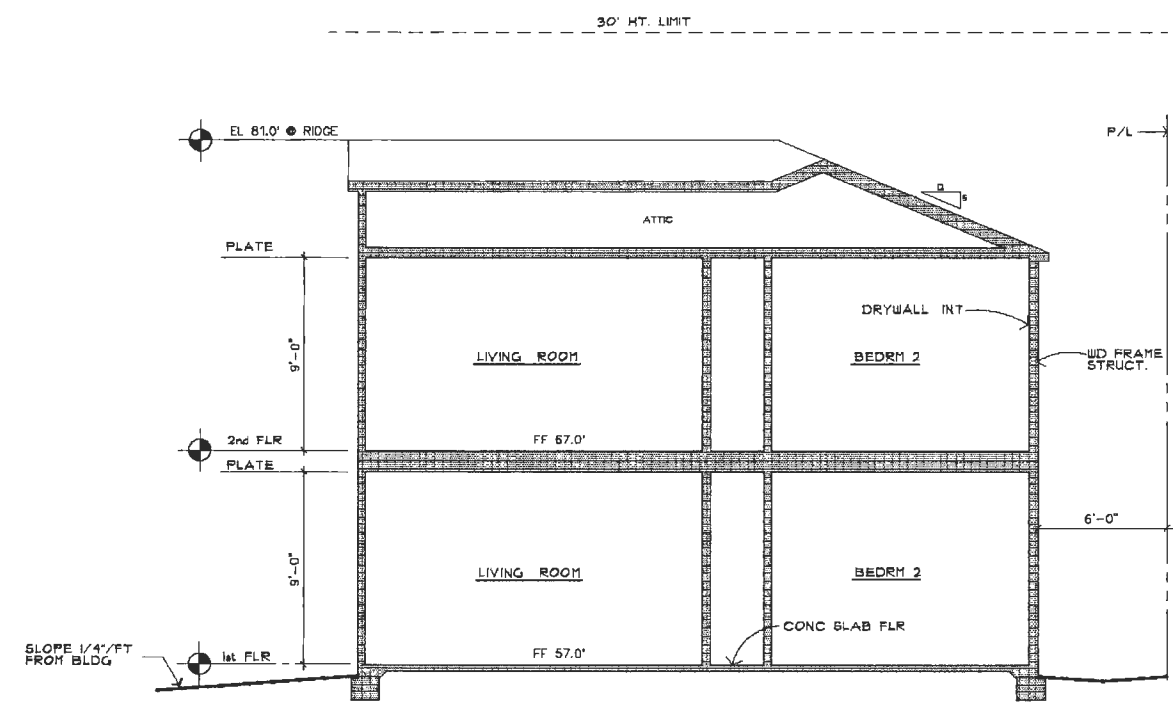 30' HT. LIMIT
EL 81.0' @ RIDGE
P/L
12
5
ATTIC
PLATE
DRYWALL INT
9'-0"
LIVING ROOM
BEDRM 2
WD FRAME
STRUCT.
2nd FLR
FF 67.0'
PLATE
6'-0"
9'-0"
LIVING ROOM
BEDRM 2
CONC SLAB FLR
SLOPE 1/4"/FT
FROM BLDG
1st FLR
FF 57.0'